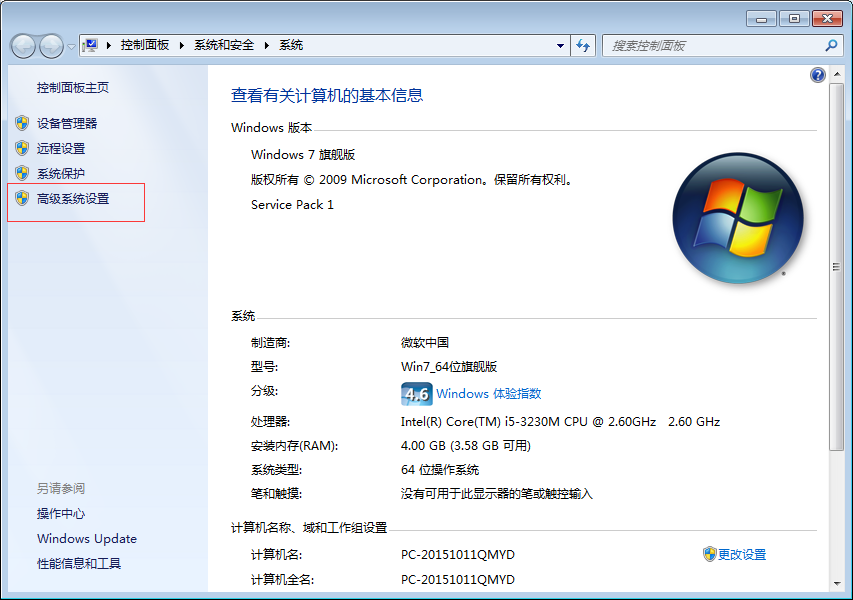 控制面板 系统和安全 系统 搜索控制面板
控制面板主页
设备管理器
远程设置
系统保护
高级系统设置
另请参阅
操作中心
Windows Update
性能信息和工具
查看有关计算机的基本信息
Windows 版本
Windows 7 旗舰版
版权所有 © 2009 Microsoft Corporation。保留所有权利。
Service Pack 1
系统
制造商: 微软中国
型号: Win7_64位旗舰版
分级: 4.6 Windows 体验指数
处理器: Intel(R) Core(TM) i5-3230M CPU @ 2.60GHz 2.60 GHz
安装内存(RAM): 4.00 GB (3.58 GB 可用)
系统类型: 64 位操作系统
笔和触摸: 没有可用于此显示器的笔或触控输入
计算机名称、域和工作组设置
计算机名: PC-20151011QMYD 更改设置
计算机全名: PC-20151011QMYD